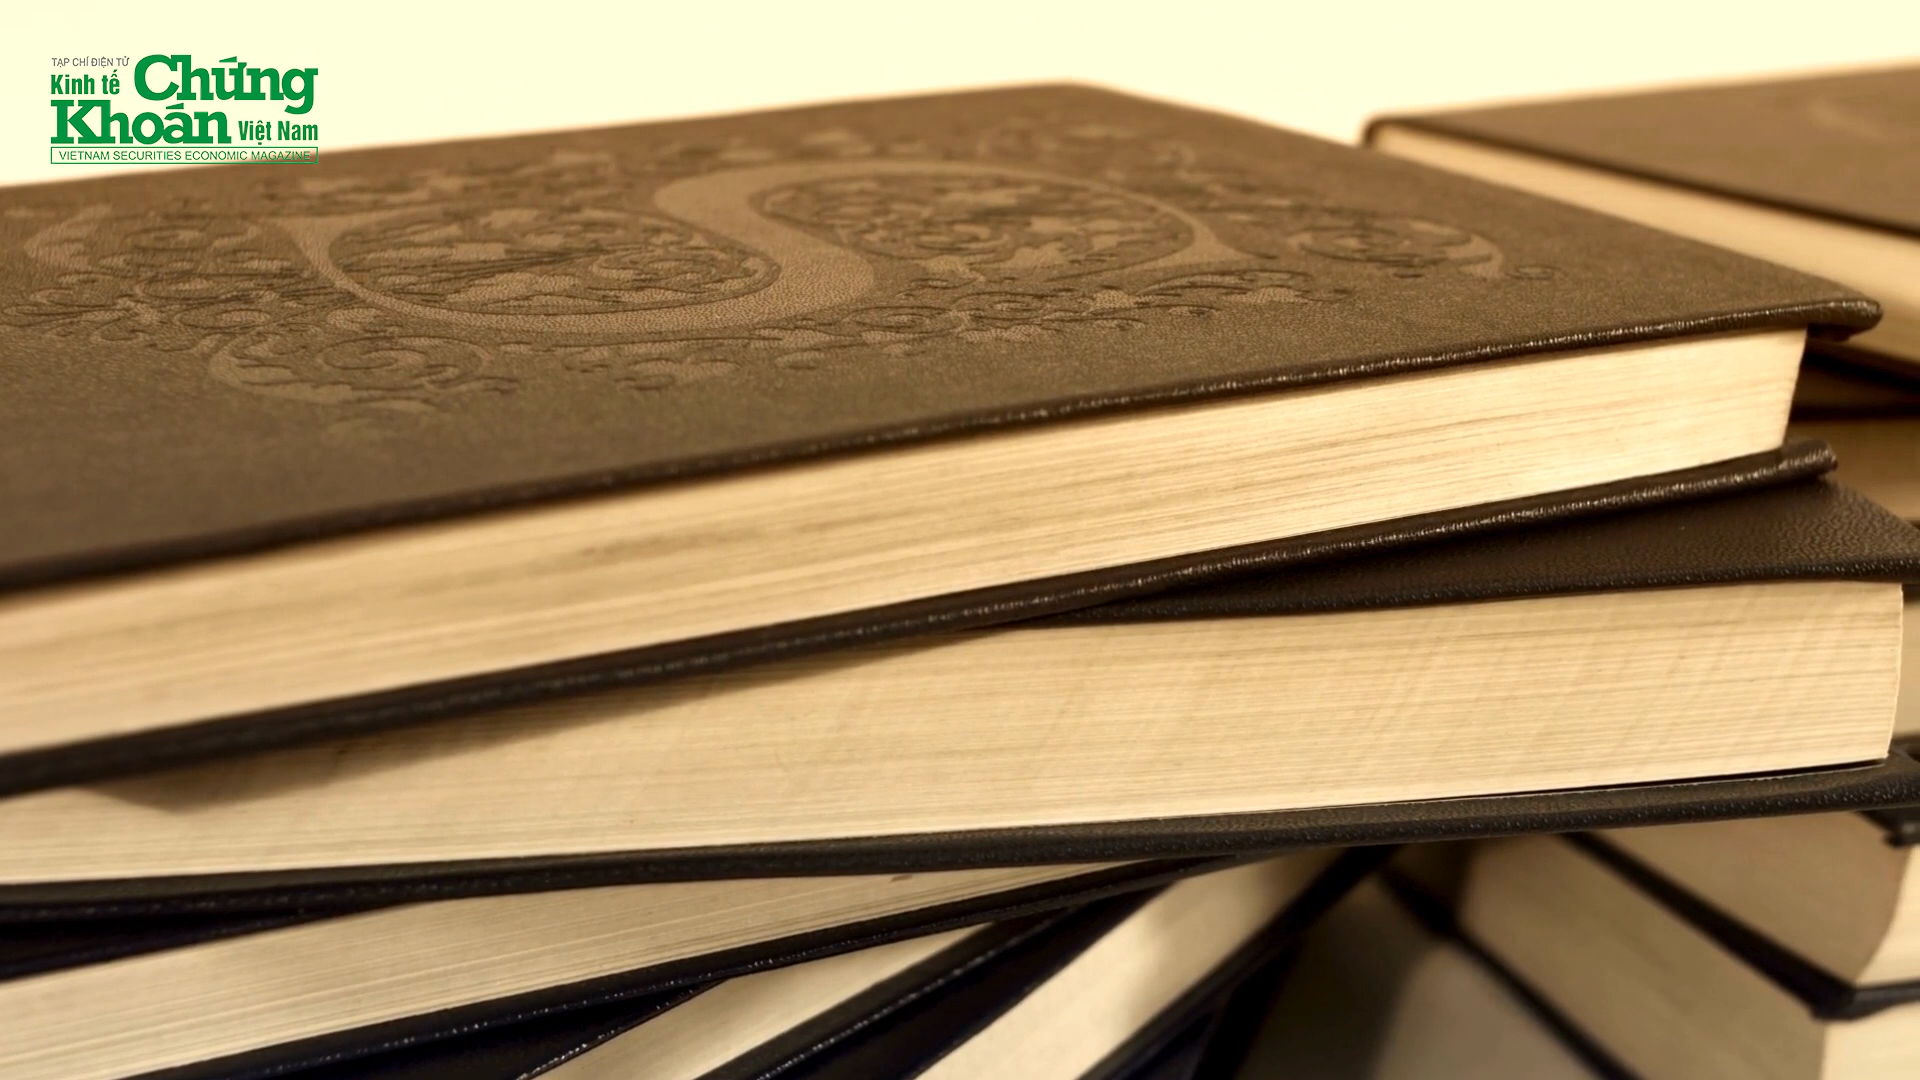 TẠP CHÍ ĐIỆN TỬ
Kinh tế Chứng
Khoán Việt Nam
VIETNAM SECURITIES ECONOMIC MAGAZINE